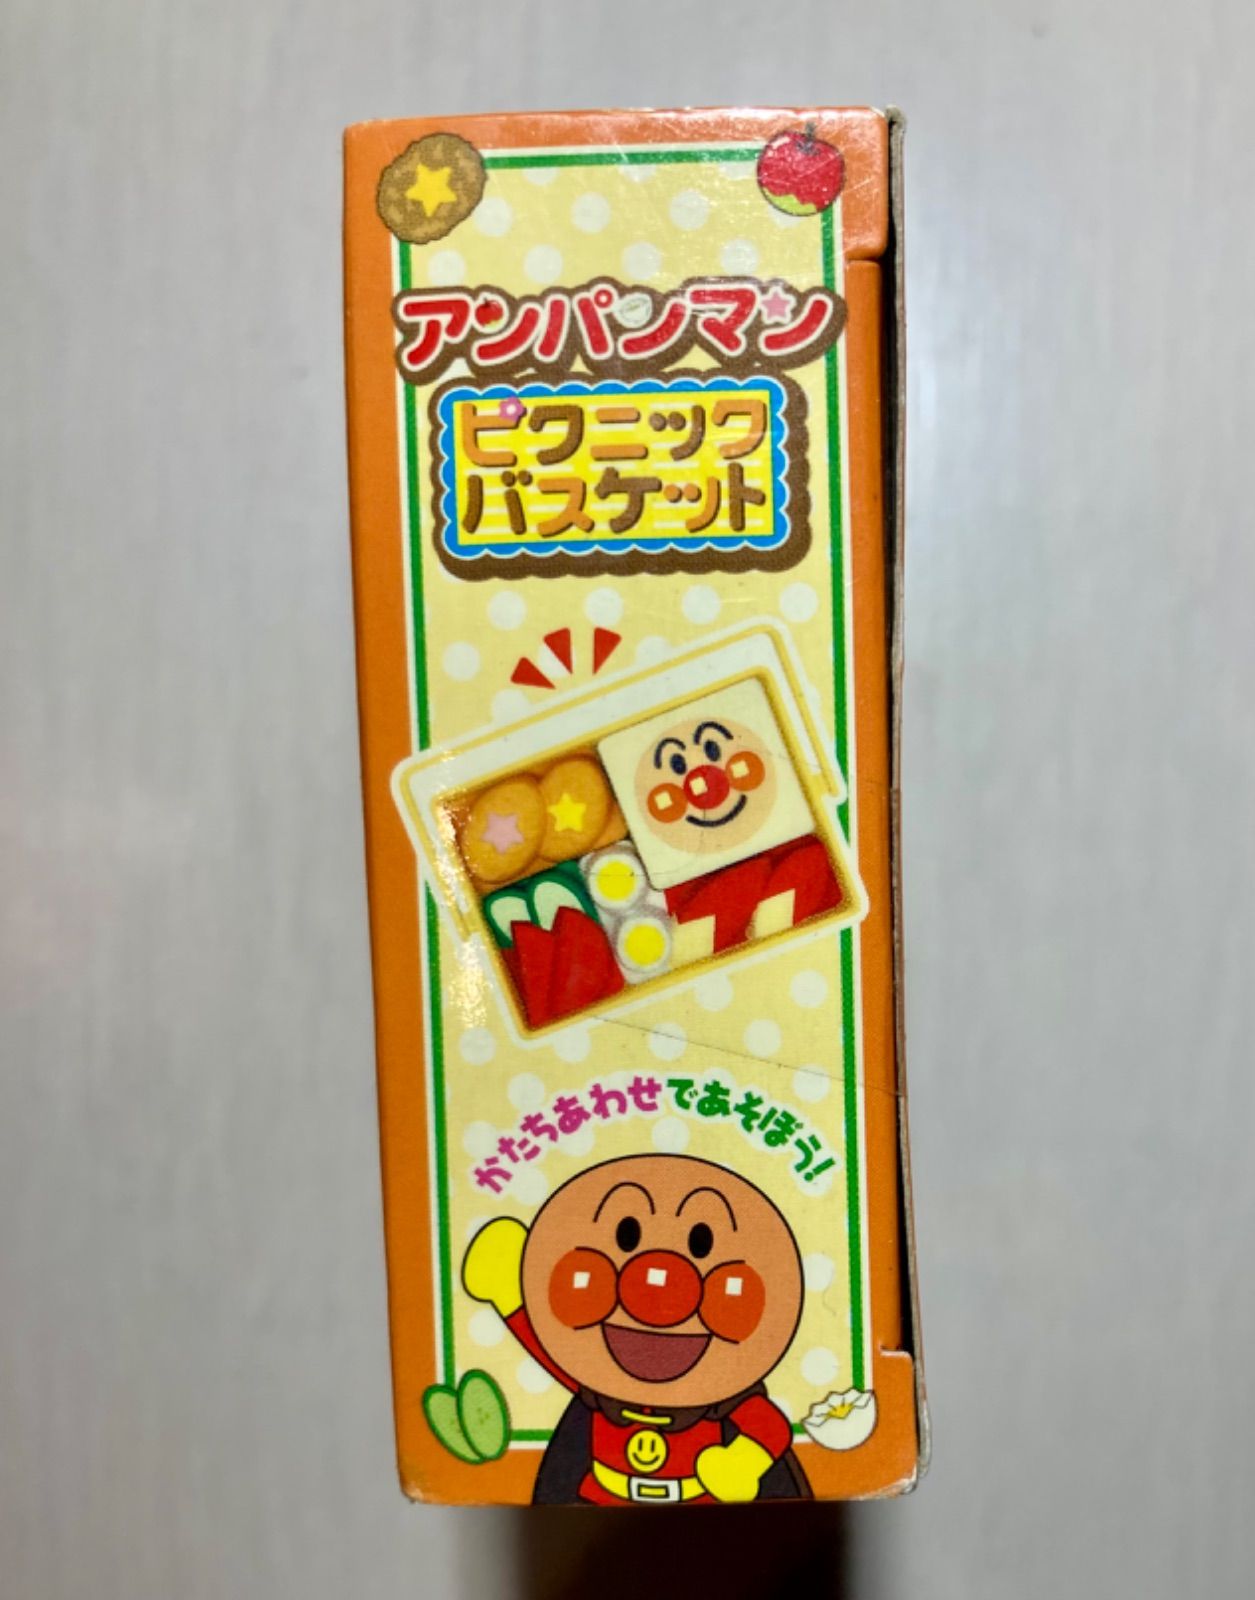 アンパンマン
ピクニック
バスケット
かたちあわせであそぼう!